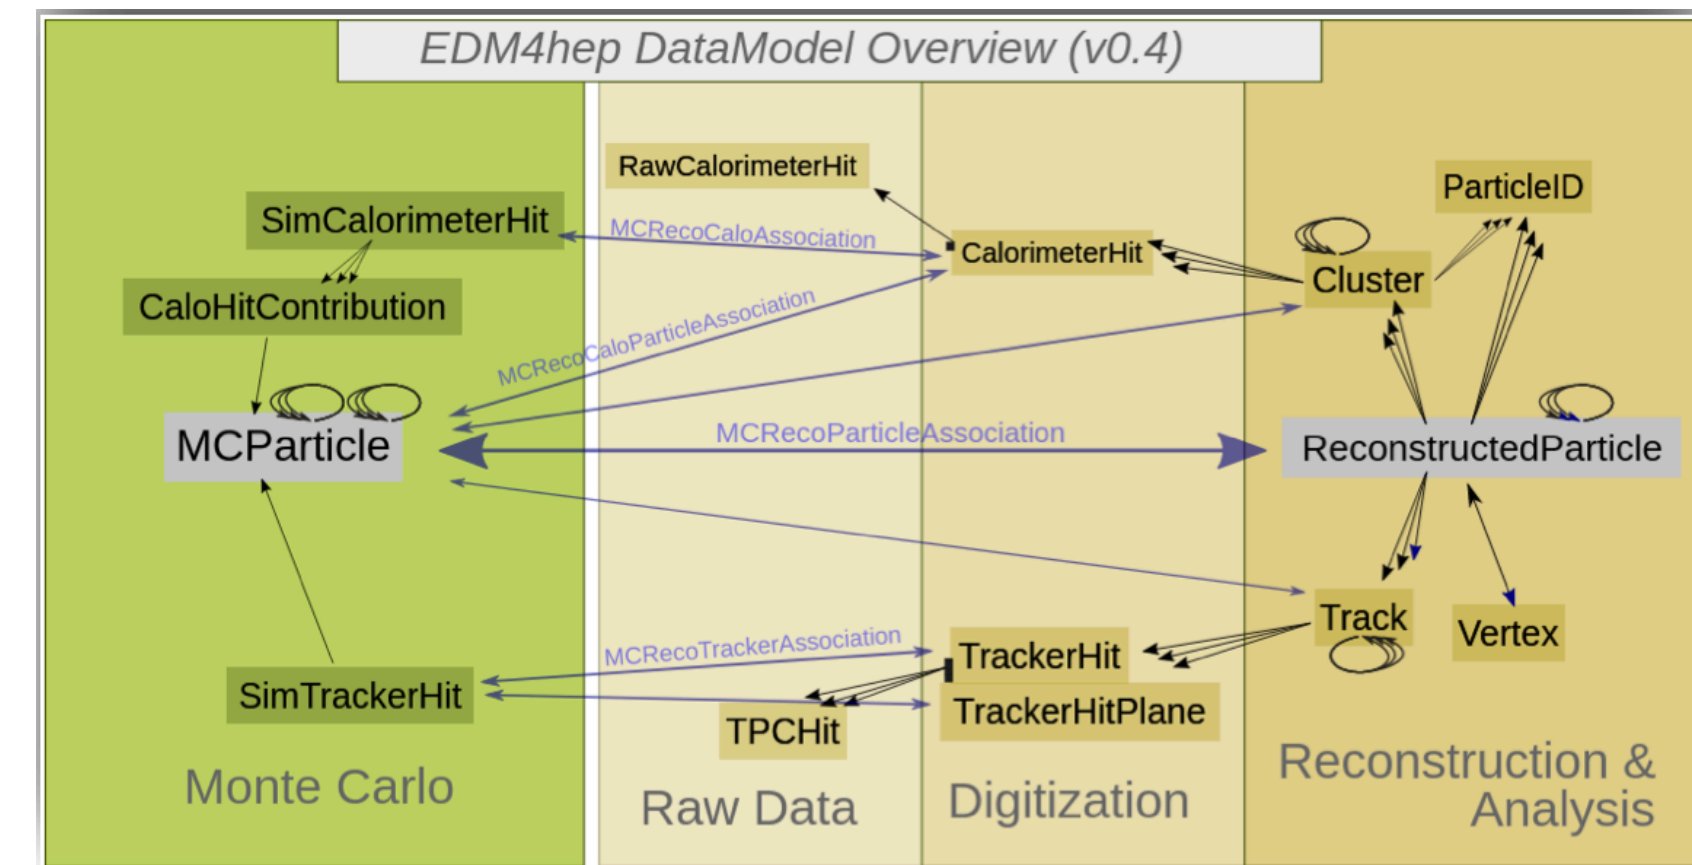 EDM4hep DataModel Overview (v0.4)
RawCalorimeterHit
ParticleID
SimCalorimeterHit
MCRecoCaloAssociation
CalorimeterHit
Cluster
CaloHitContribution
MCRecoCaloParticleAssociation
MCParticle
MCRecoParticleAssociation
ReconstructedParticle
Track
Vertex
MCRecoTrackerAssociation
TrackerHit
SimTrackerHit
TrackerHitPlane
TPCHit
Monte Carlo
Raw Data
Digitization
Reconstruction &
Analysis